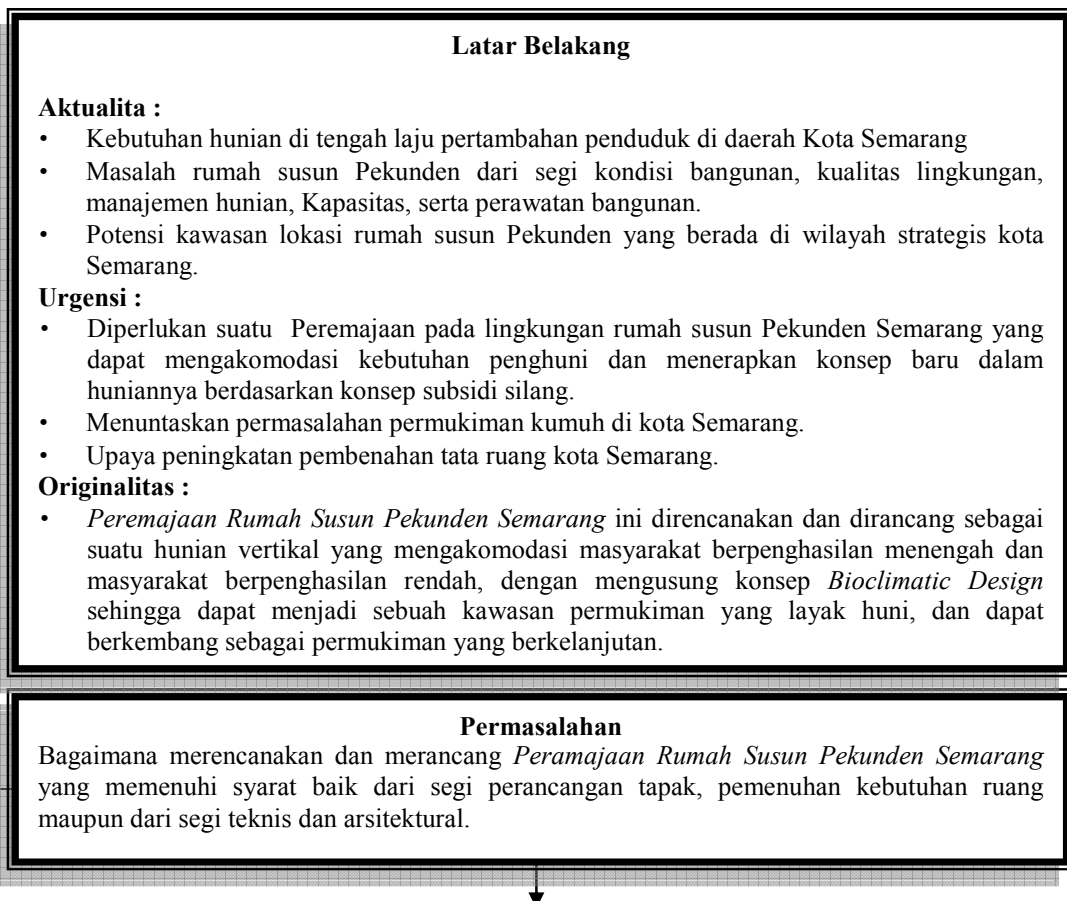 Latar Belakang
Aktualita :
• Kebutuhan hunian di tengah laju pertambahan penduduk di daerah Kota Semarang
• Masalah rumah susun Pekunden dari segi kondisi bangunan, kualitas lingkungan,
manajemen hunian, Kapasitas, serta perawatan bangunan.
• Potensi kawasan lokasi rumah susun Pekunden yang berada di wilayah strategis kota
Semarang.
Urgensi :
• Diperlukan suatu Peremajaan pada lingkungan rumah susun Pekunden Semarang yang
dapat mengakomodasi kebutuhan penghuni dan menerapkan konsep baru dalam
huniannya berdasarkan konsep subsidi silang.
• Menuntaskan permasalahan permukiman kumuh di kota Semarang.
• Upaya peningkatan pembenahan tata ruang kota Semarang.
Originalitas :
• Peremajaan Rumah Susun Pekunden Semarang ini direncanakan dan dirancang sebagai
suatu hunian vertikal yang mengakomodasi masyarakat berpenghasilan menengah dan
masyarakat berpenghasilan rendah, dengan mengusung konsep Bioclimatic Design
sehingga dapat menjadi sebuah kawasan permukiman yang layak huni, dan dapat
berkembang sebagai permukiman yang berkelanjutan.
Permasalahan
Bagaimana merencanakan dan merancang Peramajaan Rumah Susun Pekunden Semarang
yang memenuhi syarat baik dari segi perancangan tapak, pemenuhan kebutuhan ruang
maupun dari segi teknis dan arsitektural.